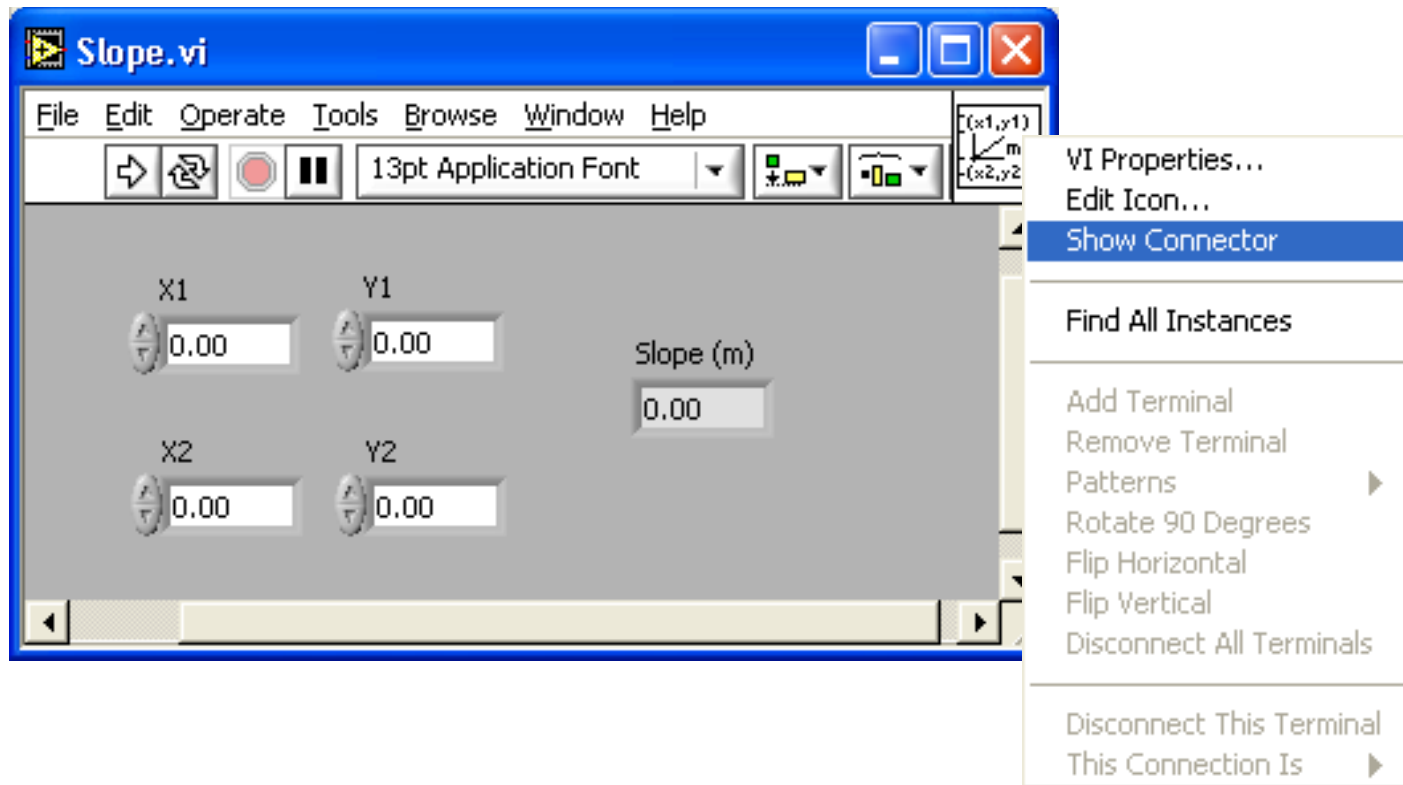 Slope.vi
File Edit Operate Tools Browse Window Help
(x1,y1)
m
(x2,y2
13pt Application Font
VI Properties...
Edit Icon...
Show Connector
Find All Instances
Add Terminal
Remove Terminal
Patterns
Rotate 90 Degrees
Flip Horizontal
Flip Vertical
Disconnect All Terminals
Disconnect This Terminal
This Connection Is
X1 Y1
0.00 0.00
Slope (m)
0.00
X2 Y2
0.00 0.00